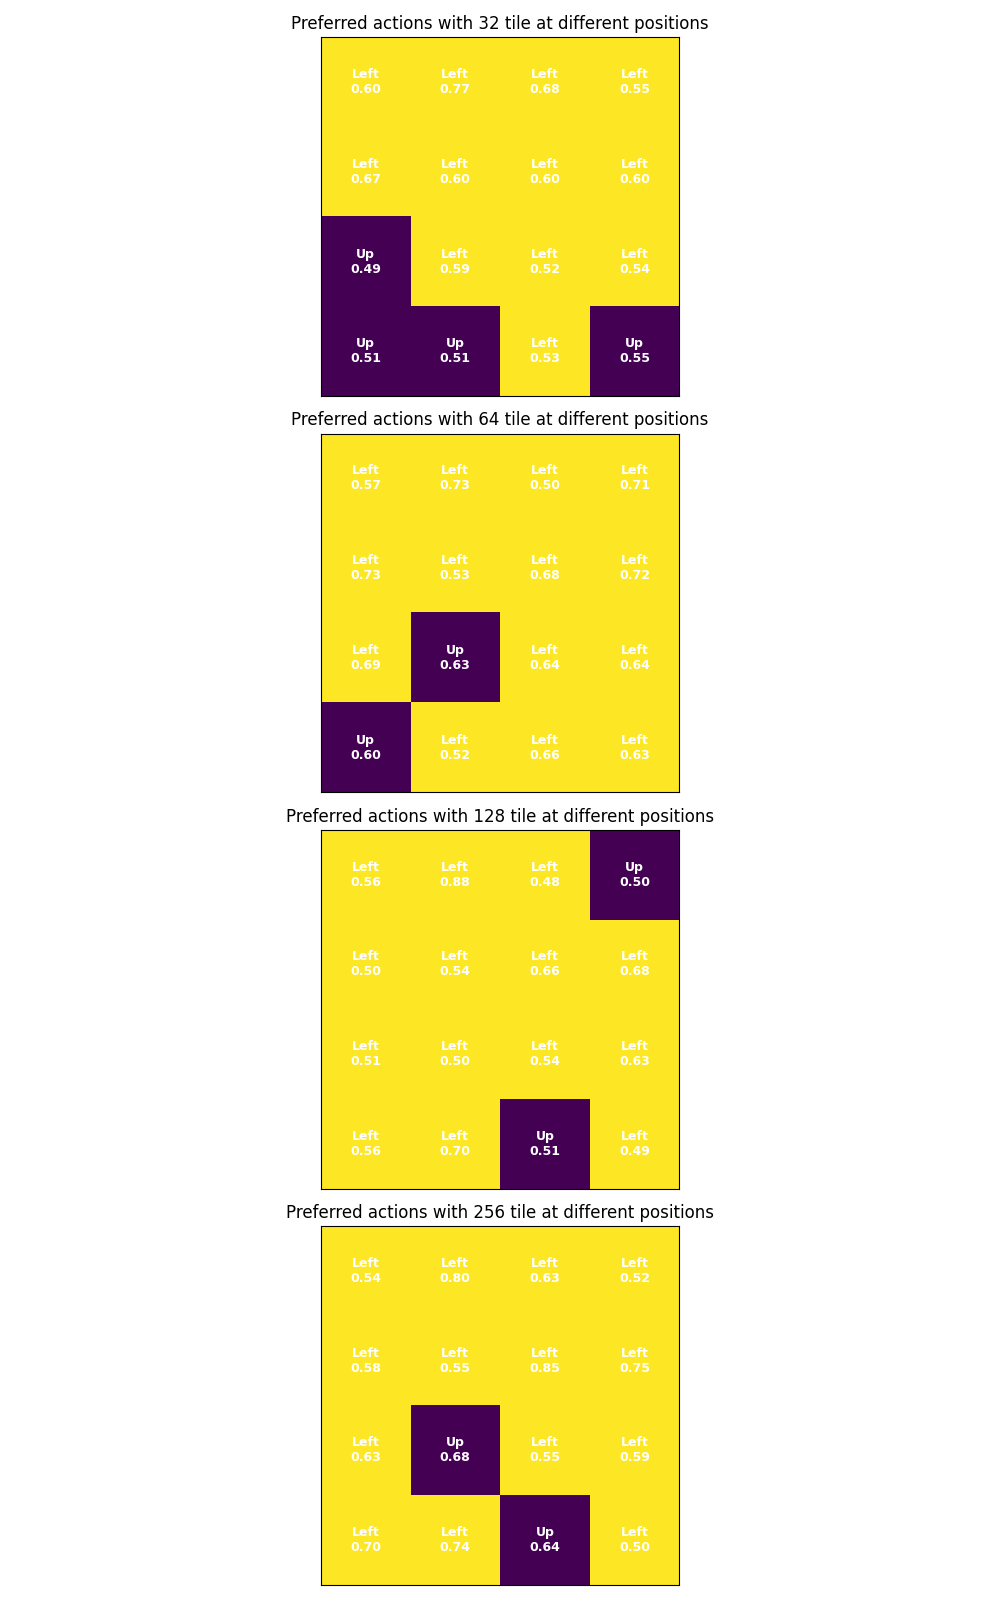 Preferred actions with 32 tile at different positions
Left Left Left Left
0.60 0.77 0.68 0.55
Left Left Left Left
0.67 0.60 0.60 0.60
Up Left Left Left
0.49 0.59 0.52 0.54
Up Up Left Up
0.51 0.51 0.53 0.55
Preferred actions with 64 tile at different positions
Left Left Left Left
0.57 0.73 0.50 0.71
Left Left Left Left
0.73 0.53 0.68 0.72
Left Up Left Left
0.69 0.63 0.64 0.64
Up Left Left Left
0.60 0.52 0.66 0.63
Preferred actions with 128 tile at different positions
Left Left Left Up
0.56 0.88 0.48 0.50
Left Left Left Left
0.50 0.54 0.66 0.68
Left Left Left Left
0.51 0.50 0.54 0.63
Left Left Up Left
0.56 0.70 0.51 0.49
Preferred actions with 256 tile at different positions
Left Left Left Left
0.54 0.80 0.63 0.52
Left Left Left Left
0.58 0.55 0.85 0.75
Left Up Left Left
0.63 0.68 0.55 0.59
Left Left Up Left
0.70 0.74 0.64 0.50